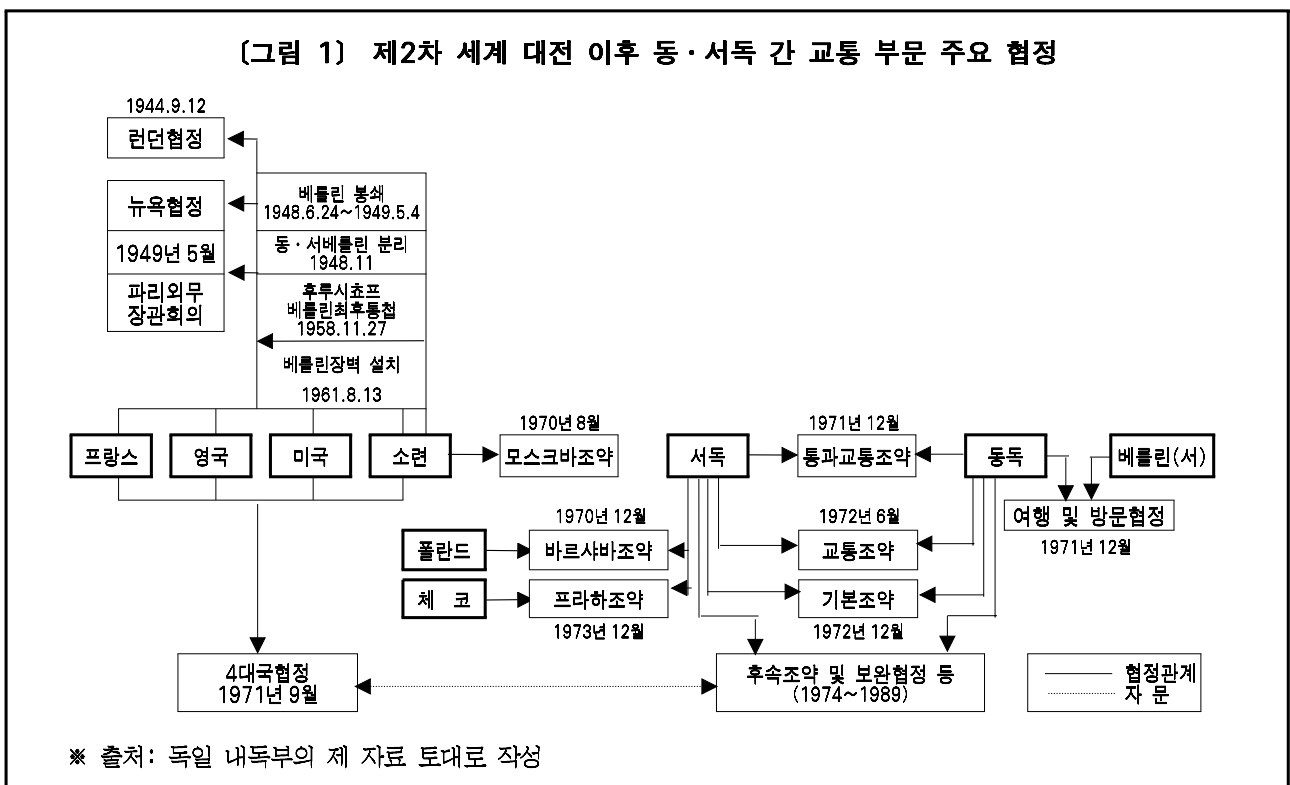 〔그림 1〕 제2차 세계 대전 이후 동·서독 간 교통 부문 주요 협정
1944.9.12
런던협정
뉴욕협정
1949년 5월
파리외무
장관회의
베를린 봉쇄
1948.6.24~1949.5.4
동·서베를린 분리
1948.11
후루시쵸프
베를린최후통첩
1958.11.27
베를린장벽 설치
1961.8.13
프랑스
영국
미국
소련
1970년 8월
모스크바조약
서독
1971년 12월
통과교통조약
동독
베를린(서)
여행 및 방문협정
1971년 12월
폴란드
1970년 12월
바르샤바조약
1972년 6월
교통조약
체 코
프라하조약
1973년 12월
기본조약
1972년 12월
4대국협정
1971년 9월
후속조약 및 보완협정 등
(1974~1989)
협정관계
자 문
※ 출처: 독일 내독부의 제 자료 토대로 작성